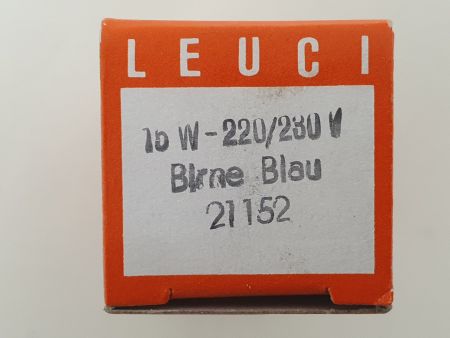 LEUCI
15 W - 220/230 V
Birne Blau
21152